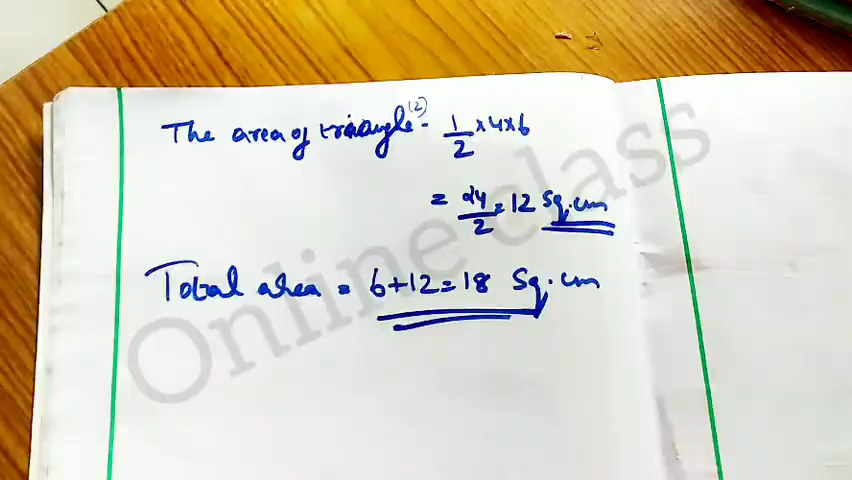 The area of triangle (2) = 1/2 x 4 x 6
= 24/2 = 12 Sq.cm
Total area = 6+12=18 Sq.cm
Online class